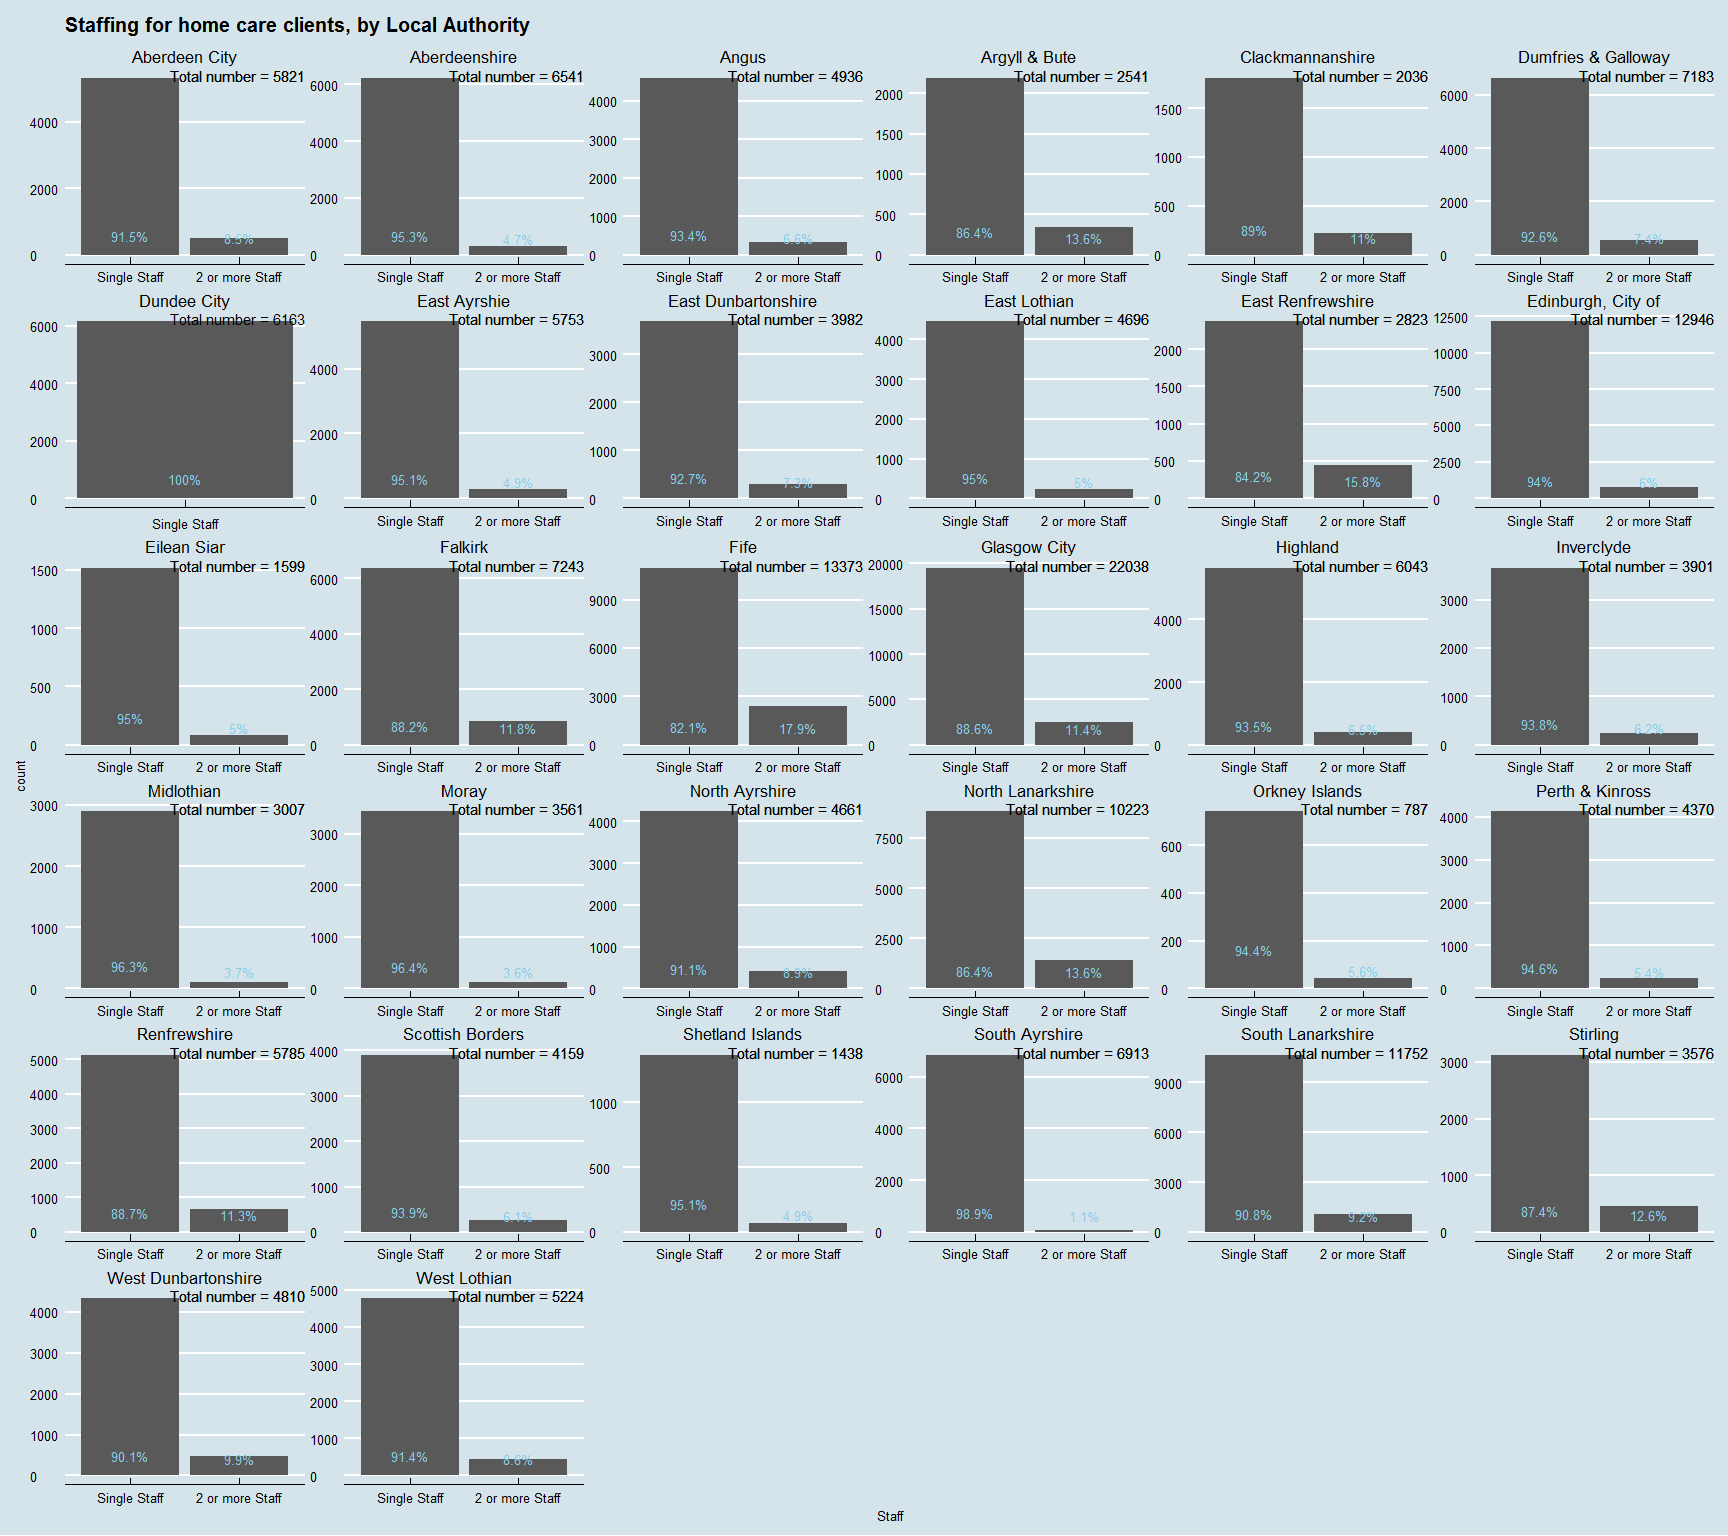 Staffing for home care clients, by Local Authority
Aberdeen City
Total number = 5821
4000
2000
0
91.5%
8.5%
Single Staff
2 or more Staff
Aberdeenshire
Total number = 6541
6000
4000
2000
0
95.3%
4.7%
Single Staff
2 or more Staff
Angus
Total number = 4936
4000
3000
2000
1000
0
93.4%
6.6%
Single Staff
2 or more Staff
Argyll & Bute
Total number = 2541
2000
1500
1000
500
0
86.4%
13.6%
Single Staff
2 or more Staff
Clackmannanshire
Total number = 2036
1500
1000
500
0
89%
11%
Single Staff
2 or more Staff
Dumfries & Galloway
Total number = 7183
6000
4000
2000
0
92.6%
7.4%
Single Staff
2 or more Staff
Dundee City
Total number = 6163
6000
4000
2000
0
100%
Single Staff
East Ayrshie
Total number = 5753
4000
2000
0
95.1%
4.9%
Single Staff
2 or more Staff
East Dunbartonshire
Total number = 3982
3000
2000
1000
0
92.7%
7.3%
Single Staff
2 or more Staff
East Lothian
Total number = 4696
4000
3000
2000
1000
0
95%
5%
Single Staff
2 or more Staff
East Renfrewshire
Total number = 2823
2000
1500
1000
500
0
84.2%
15.8%
Single Staff
2 or more Staff
Edinburgh, City of
Total number = 12946
12500
10000
7500
5000
2500
0
94%
6%
Single Staff
2 or more Staff
Eilean Siar
Total number = 1599
1500
1000
500
0
95%
5%
Single Staff
2 or more Staff
Falkirk
Total number = 7243
6000
4000
2000
0
88.2%
11.8%
Single Staff
2 or more Staff
Fife
Total number = 13373
9000
6000
3000
0
82.1%
17.9%
Single Staff
2 or more Staff
Glasgow City
Total number = 22038
20000
15000
10000
5000
0
88.6%
11.4%
Single Staff
2 or more Staff
Highland
Total number = 6043
4000
2000
0
93.5%
6.5%
Single Staff
2 or more Staff
Inverclyde
Total number = 3901
3000
2000
1000
0
93.8%
6.2%
Single Staff
2 or more Staff
count
Midlothian
Total number = 3007
3000
2000
1000
0
96.3%
3.7%
Single Staff
2 or more Staff
Moray
Total number = 3561
3000
2000
1000
0
96.4%
3.6%
Single Staff
2 or more Staff
North Ayrshire
Total number = 4661
4000
3000
2000
1000
0
91.1%
8.9%
Single Staff
2 or more Staff
North Lanarkshire
Total number = 10223
7500
5000
2500
0
86.4%
13.6%
Single Staff
2 or more Staff
Orkney Islands
Total number = 787
600
400
200
0
94.4%
5.6%
Single Staff
2 or more Staff
Perth & Kinross
Total number = 4370
4000
3000
2000
1000
0
94.6%
5.4%
Single Staff
2 or more Staff
Renfrewshire
Total number = 5785
5000
4000
3000
2000
1000
0
88.7%
11.3%
Single Staff
2 or more Staff
Scottish Borders
Total number = 4159
4000
3000
2000
1000
0
93.9%
6.1%
Single Staff
2 or more Staff
Shetland Islands
Total number = 1438
1000
500
0
95.1%
4.9%
Single Staff
2 or more Staff
South Ayrshire
Total number = 6913
6000
4000
2000
0
98.9%
1.1%
Single Staff
2 or more Staff
South Lanarkshire
Total number = 11752
9000
6000
3000
0
90.8%
9.2%
Single Staff
2 or more Staff
Stirling
Total number = 3576
3000
2000
1000
0
87.4%
12.6%
Single Staff
2 or more Staff
West Dunbartonshire
Total number = 4810
4000
3000
2000
1000
0
90.1%
9.9%
Single Staff
2 or more Staff
West Lothian
Total number = 5224
5000
4000
3000
2000
1000
0
91.4%
8.6%
Single Staff
2 or more Staff
Staff